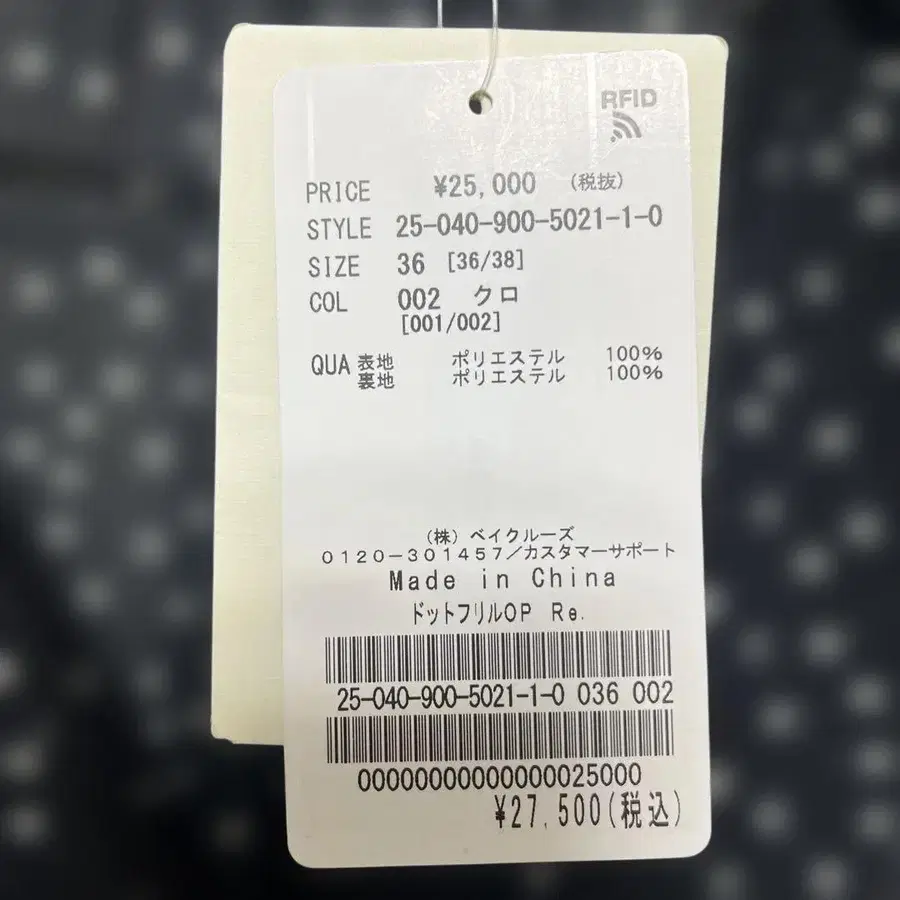 RFID
PRICE ¥25,000 (税抜)
STYLE 25-040-900-5021-1-0
SIZE 36 [36/38]
COL 002 クロ
[001/002]
QUA 表地 ポリエステル 100%
裏地 ポリエステル 100%
(株)ベイクルーズ
0120-301457/カスタマーサポート
Made in China
ドットフリルOP Re.
25-040-900-5021-1-0 036 002
00000000000000025000
¥27,500(税込)